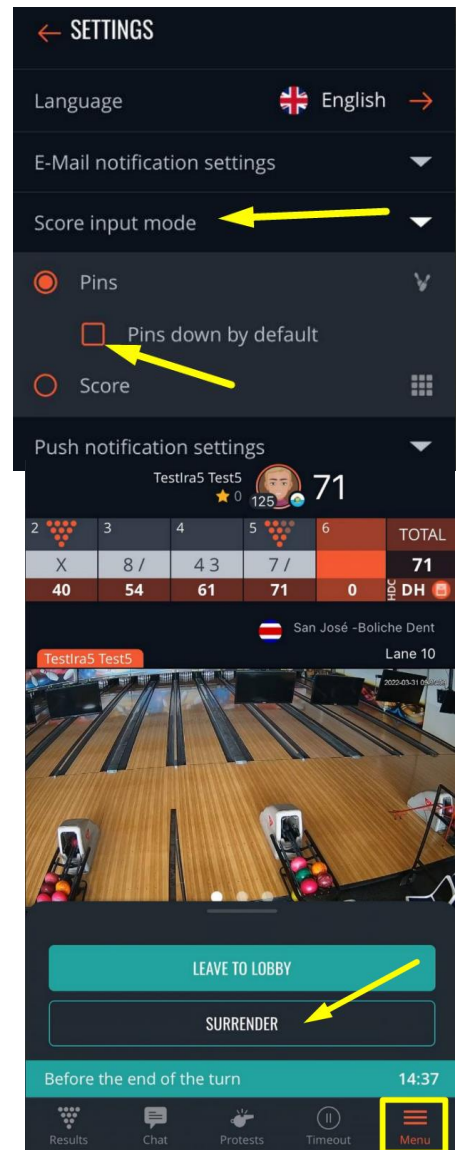 ← SETTINGS
Language English →
E-Mail notification settings
Score input mode
Pins
Pins down by default
Score
Push notification settings
TestIra5 Test5 71
0 125
2 3 4 5 6 TOTAL
X 8 / 4 3 7 / 71
40 54 61 71 0 HDC DH
San José -Boliche Dent
TestIra5 Test5 Lane 10
LEAVE TO LOBBY
SURRENDER
Before the end of the turn 14:37
Results Chat Protests Timeout Menu